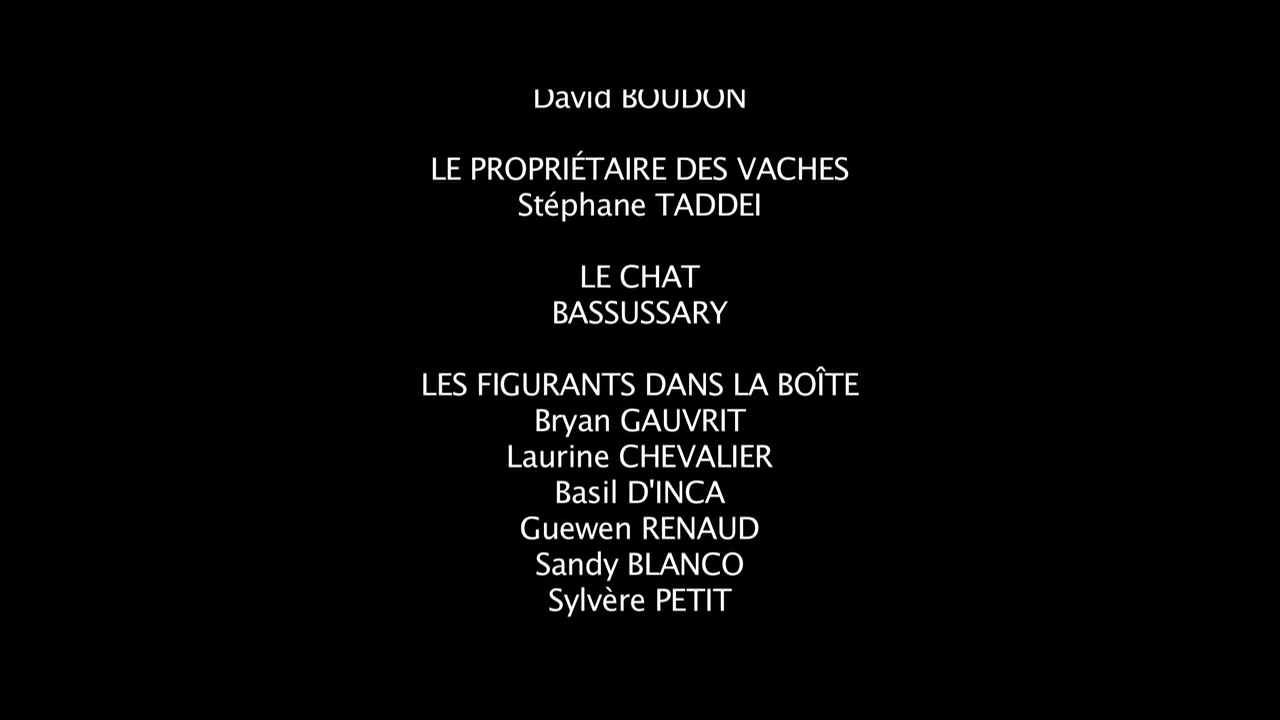 David BOUDON
LE PROPRIÉTAIRE DES VACHES
Stéphane TADDEI
LE CHAT
BASSUSSARY
LES FIGURANTS DANS LA BOÎTE
Bryan GAUVRIT
Laurine CHEVALIER
Basil D'INCA
Guewen RENAUD
Sandy BLANCO
Sylvère PETIT